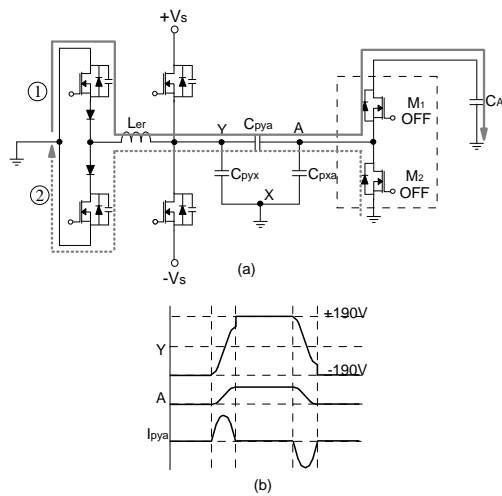 +Vs
①
Ler
Y
Cpya
A
M1
OFF
CA
②
Cpyx
Cpxa
X
M2
OFF
-Vs
(a)
+190V
Y
-190V
A
Ipya
(b)